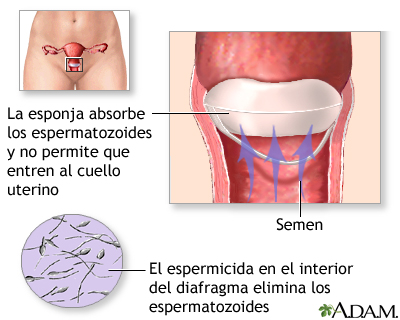 La esponja absorbe
los espermatozoides
y no permite que
entren al cuello
uterino
Semen
El espermicida en el interior
del diafragma elimina los
espermatozoides
ADAM.